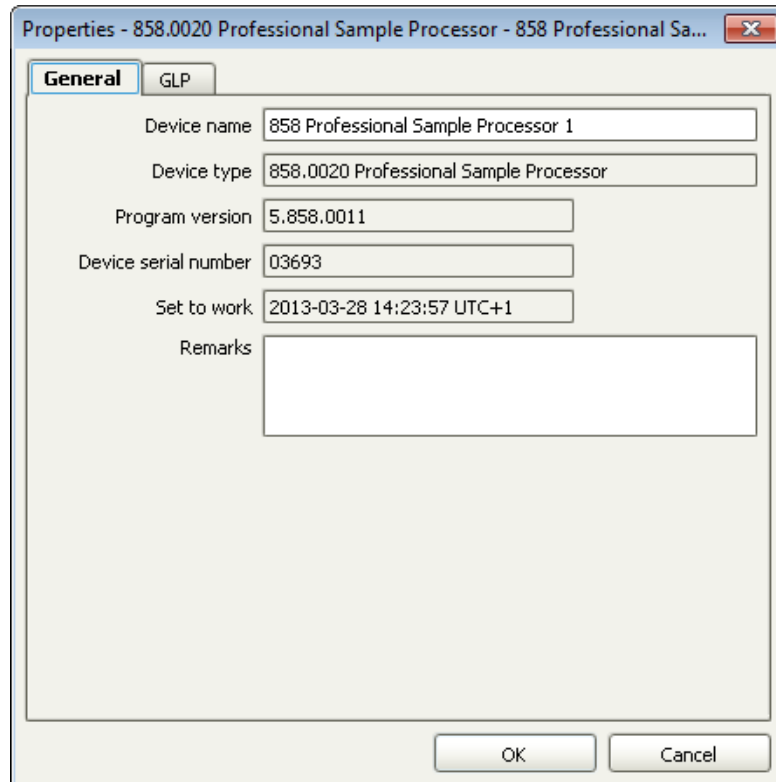 Properties - 858.0020 Professional Sample Processor - 858 Professional Sa...
General GLP
Device name 858 Professional Sample Processor 1
Device type 858.0020 Professional Sample Processor
Program version 5.858.0011
Device serial number 03693
Set to work 2013-03-28 14:23:57 UTC+1
Remarks
OK Cancel